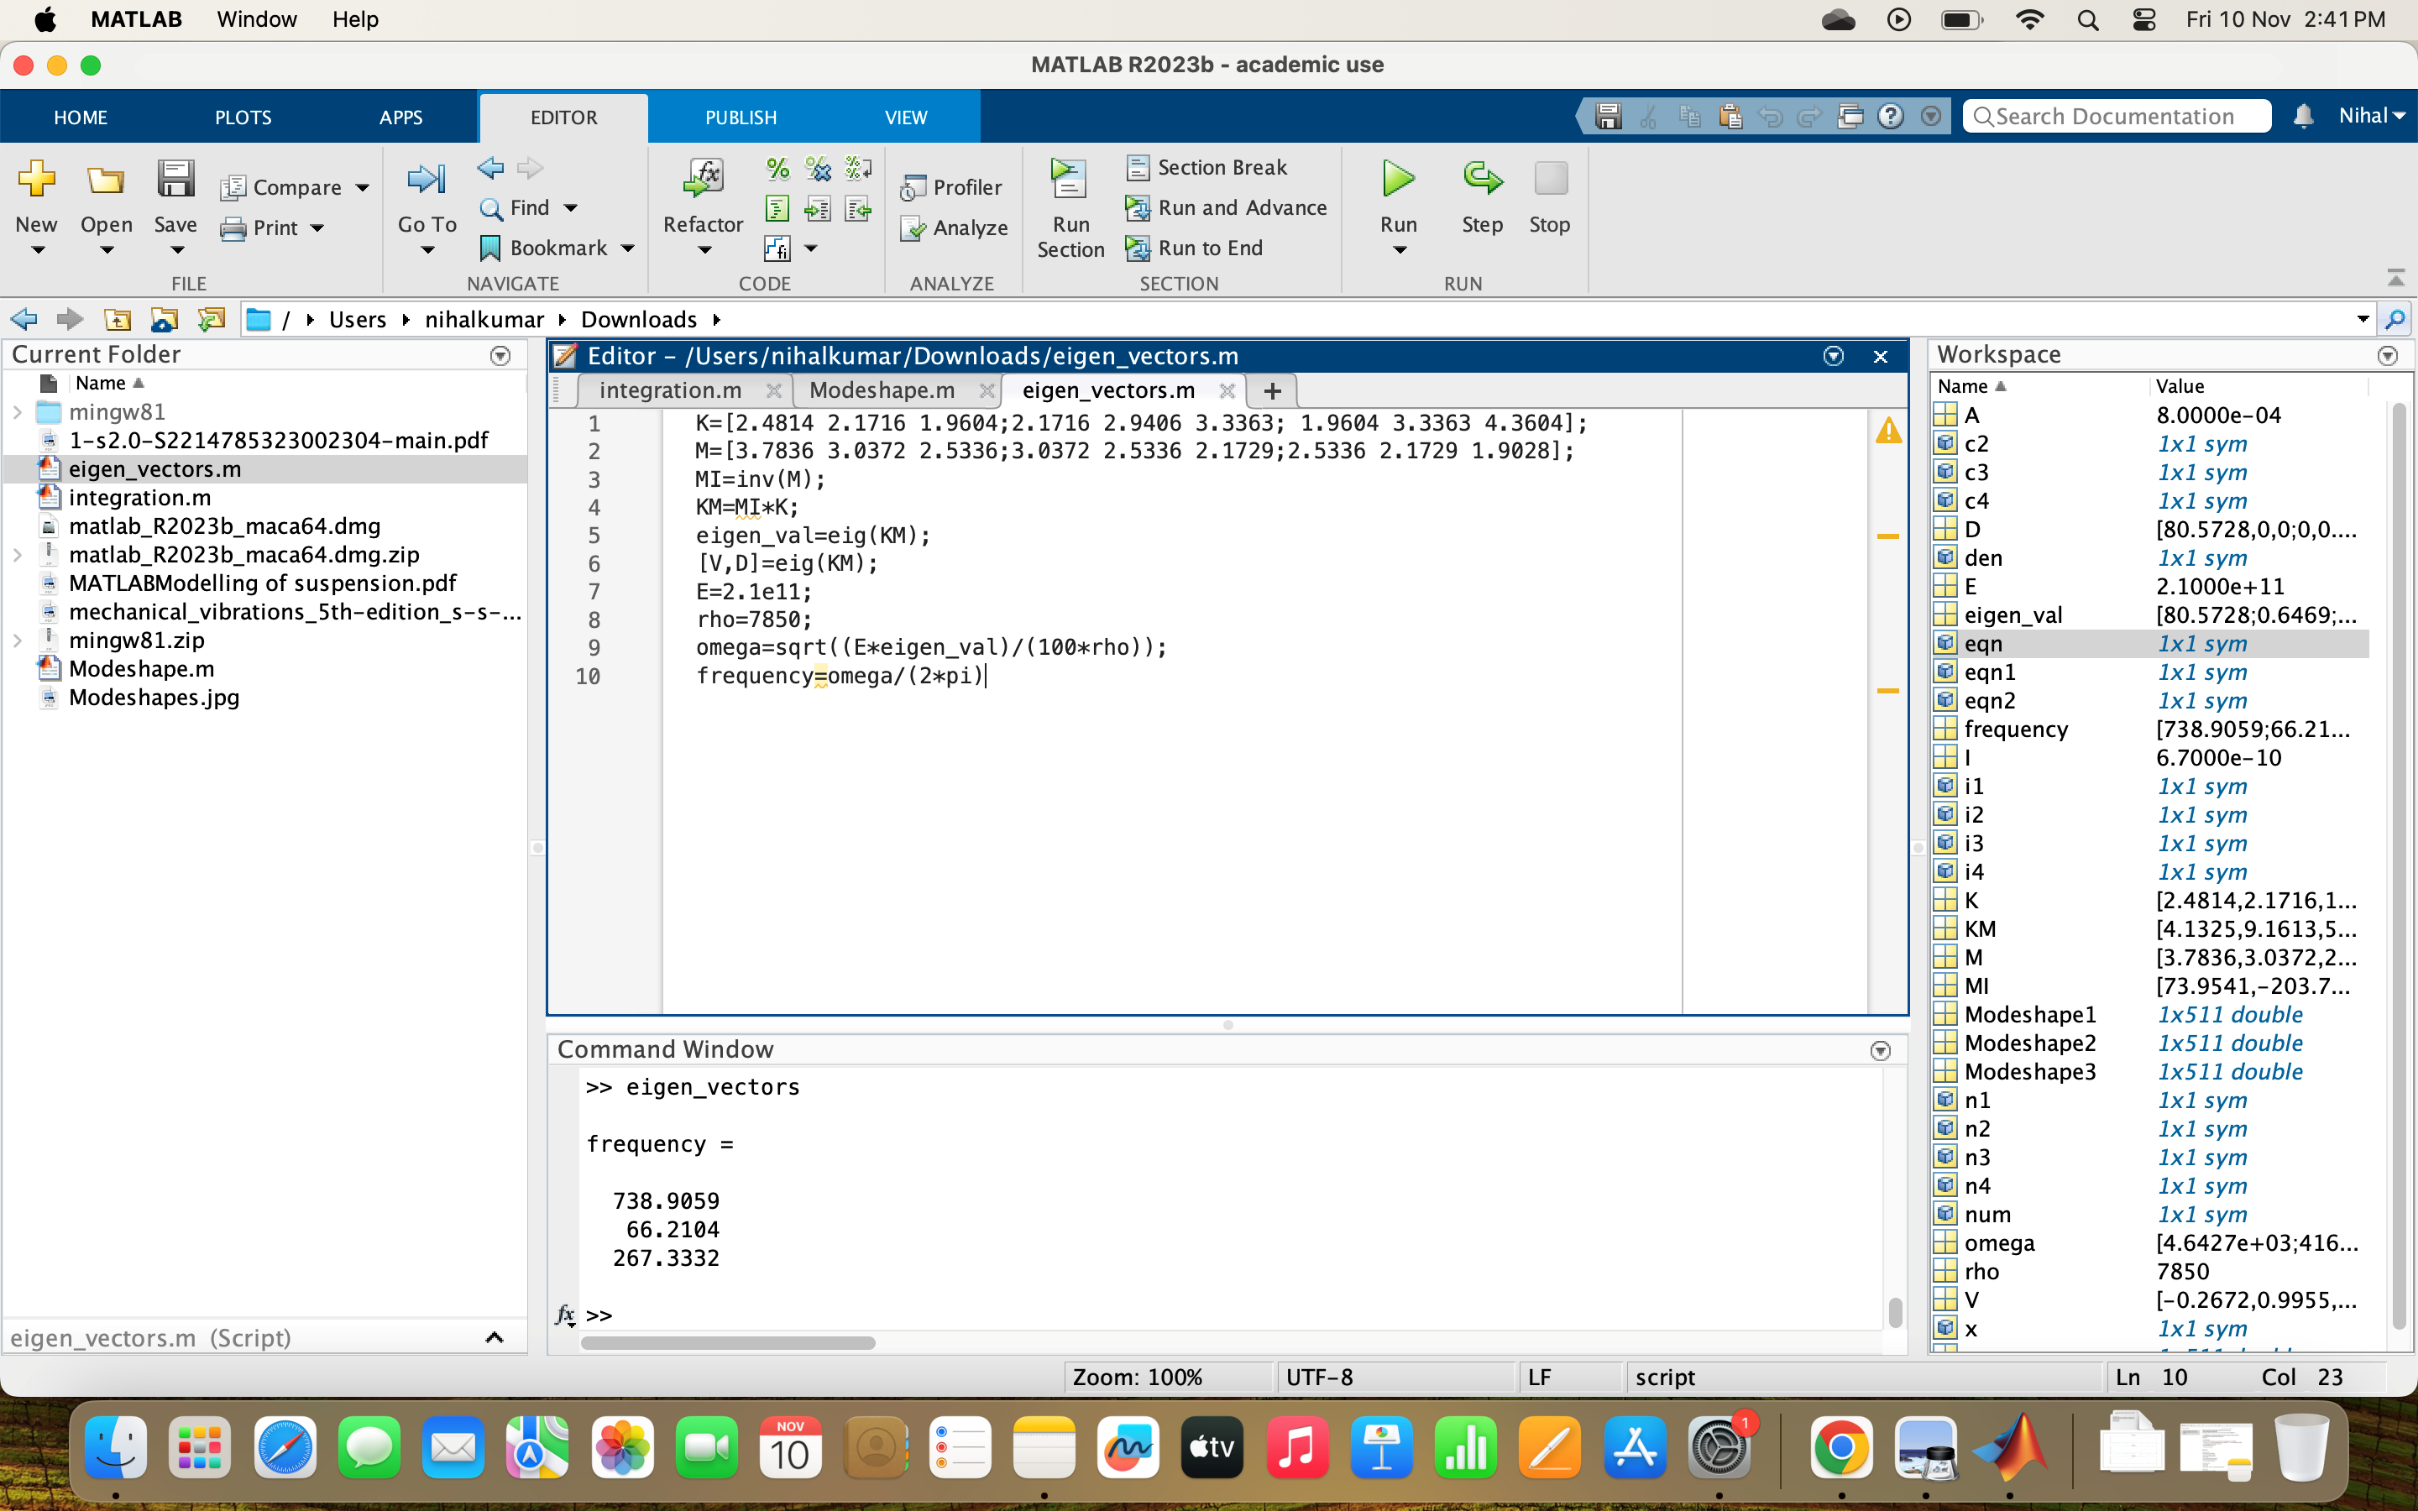 MATLAB Window Help Fri 10 Nov 2:41 PM
MATLAB R2023b - academic use
HOME PLOTS APPS EDITOR PUBLISH VIEW Search Documentation Nihal
New Open Save Compare Print Go To Find Bookmark Refactor Profiler Analyze Run Section Section Break Run and Advance Run to End Run Step Stop
FILE NAVIGATE CODE ANALYZE SECTION RUN
/ Users nihalkumar Downloads
Current Folder
Name
mingw81
1-s2.0-S2214785323002304-main.pdf
eigen_vectors.m
integration.m
matlab_R2023b_maca64.dmg
matlab_R2023b_maca64.dmg.zip
MATLABModelling of suspension.pdf
mechanical_vibrations_5th-edition_s-s-...
mingw81.zip
Modeshape.m
Modeshapes.jpg
eigen_vectors.m (Script)
Editor - /Users/nihalkumar/Downloads/eigen_vectors.m
integration.m Modeshape.m eigen_vectors.m +
1 K=[2.4814 2.1716 1.9604;2.1716 2.9406 3.3363; 1.9604 3.3363 4.3604];
2 M=[3.7836 3.0372 2.5336;3.0372 2.5336 2.1729;2.5336 2.1729 1.9028];
3 MI=inv(M);
4 KM=MI*K;
5 eigen_val=eig(KM);
6 [V,D]=eig(KM);
7 E=2.1e11;
8 rho=7850;
9 omega=sqrt((E*eigen_val)/(100*rho));
10 frequency=omega/(2*pi)
Command Window
>> eigen_vectors
frequency =
738.9059
66.2104
267.3332
fx >>
Workspace
Name Value
A 8.0000e-04
c2 1x1 sym
c3 1x1 sym
c4 1x1 sym
D [80.5728,0,0;0,0....
den 1x1 sym
E 2.1000e+11
eigen_val [80.5728;0.6469;...
eqn 1x1 sym
eqn1 1x1 sym
eqn2 1x1 sym
frequency [738.9059;66.21...
I 6.7000e-10
i1 1x1 sym
i2 1x1 sym
i3 1x1 sym
i4 1x1 sym
K [2.4814,2.1716,1...
KM [4.1325,9.1613,5...
M [3.7836,3.0372,2...
MI [73.9541,-203.7...
Modeshape1 1x511 double
Modeshape2 1x511 double
Modeshape3 1x511 double
n1 1x1 sym
n2 1x1 sym
n3 1x1 sym
n4 1x1 sym
num 1x1 sym
omega [4.6427e+03;416...
rho 7850
V [-0.2672,0.9955,...
x 1x1 sym
Zoom: 100% UTF-8 LF script Ln 10 Col 23
NOV
10
tv
1